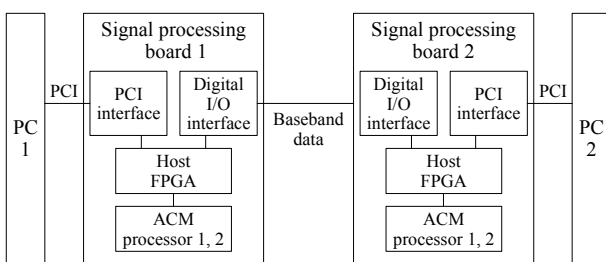 Signal processing
board 1
Signal processing
board 2
PC
1
PCI
PCI
interface
Digital
I/O
interface
Baseband
data
Digital
I/O
interface
PCI
interface
PCI
PC
2
Host
FPGA
Host
FPGA
ACM
processor 1, 2
ACM
processor 1, 2